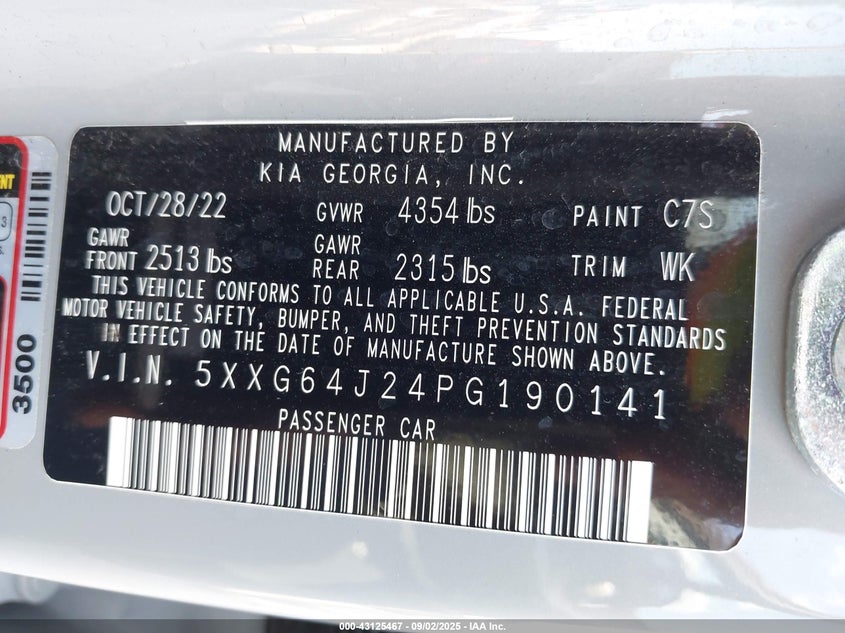 MANUFACTURED BY
KIA GEORGIA, INC.
OCT/28/22 GVWR 4354 lbs PAINT C7S
GAWR FRONT 2513 lbs GAWR REAR 2315 lbs TRIM WK
THIS VEHICLE CONFORMS TO ALL APPLICABLE U.S.A. FEDERAL
MOTOR VEHICLE SAFETY, BUMPER, AND THEFT PREVENTION STANDARDS
IN EFFECT ON THE DATE OF MANUFACTURE SHOWN ABOVE.
V.I.N. 5XXG64J24PG190141
PASSENGER CAR
3500
000-43125467 - 09/02/2025 - IAA Inc.